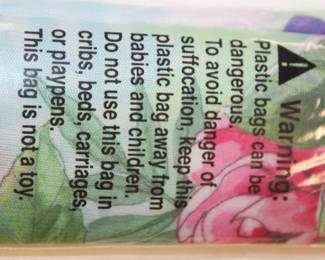 Warning:
Plastic bags can be
dangerous.
To avoid danger of
suffocation, keep this
plastic bag away from
babies and children.
Do not use this bag in
cribs, beds, carriages,
or playpens.
This bag is not a toy.